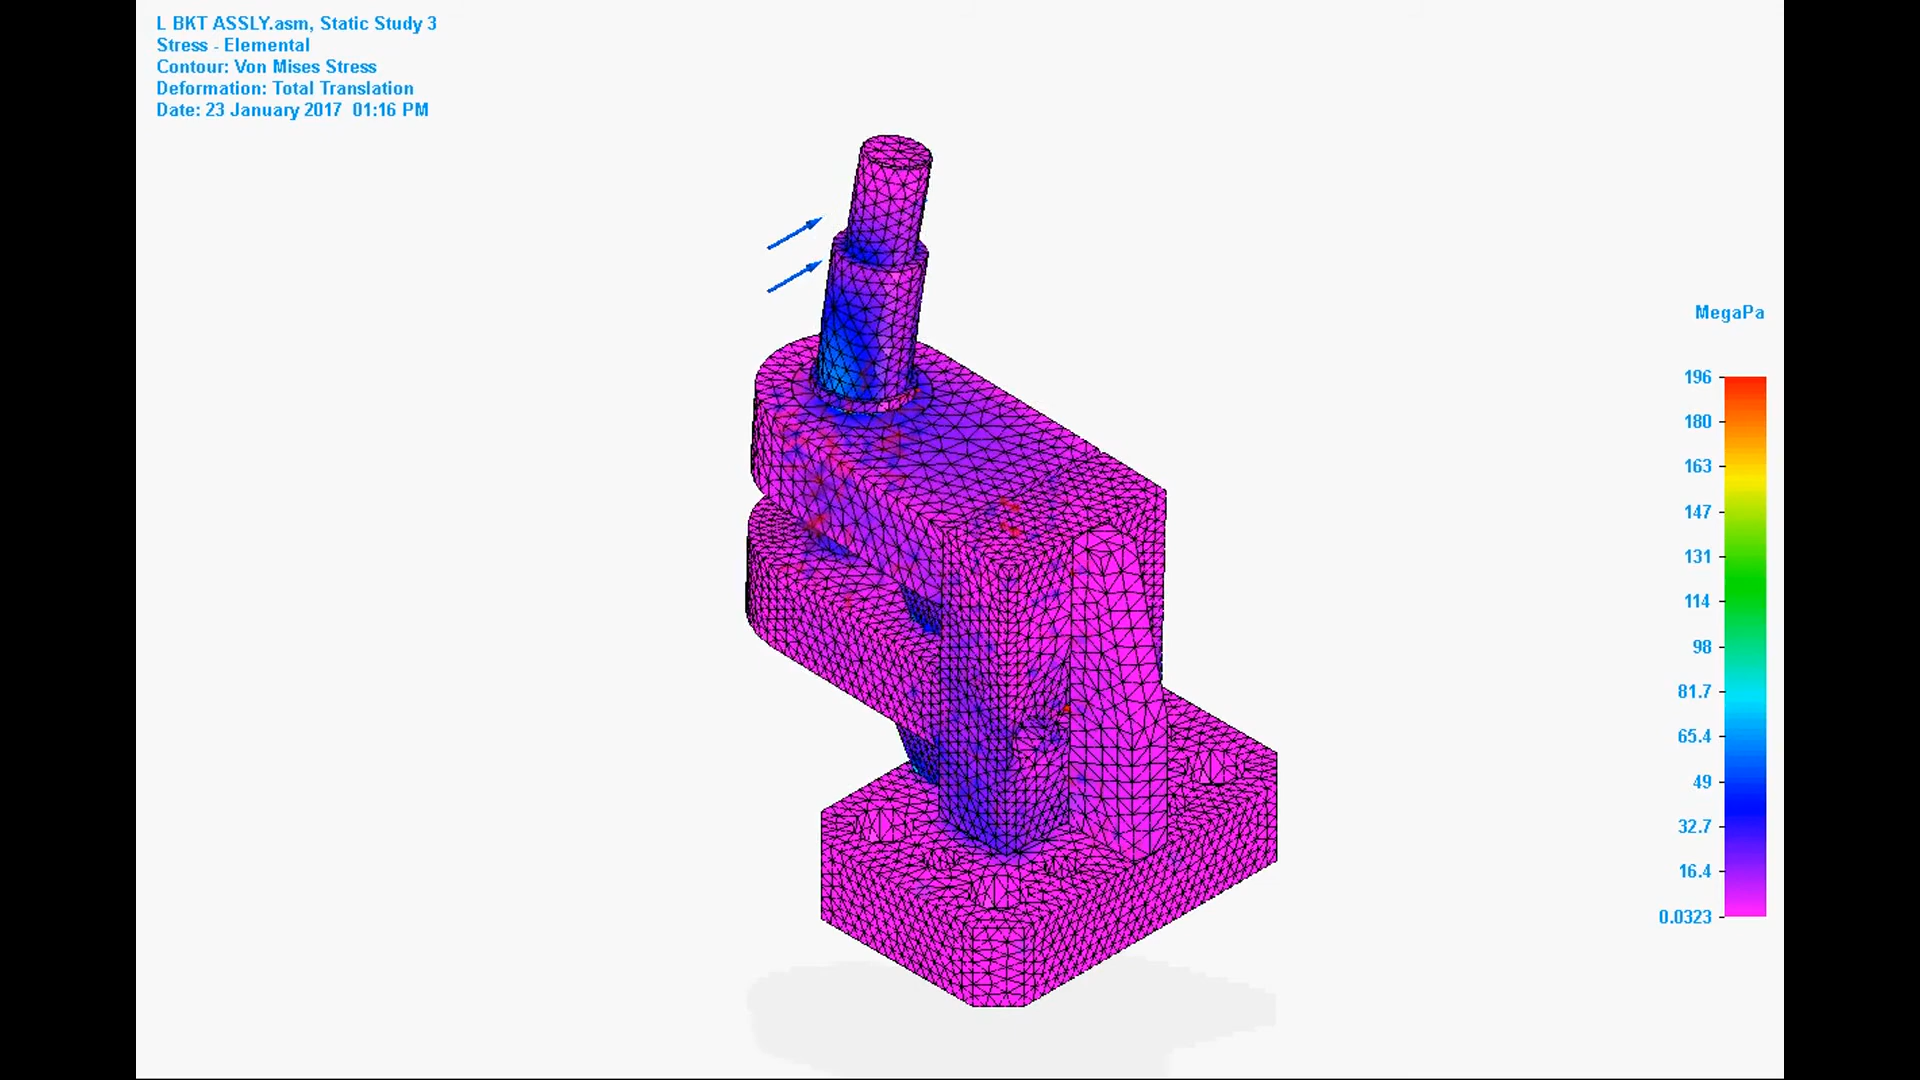 L BKT ASSLY.asm, Static Study 3
Stress - Elemental
Contour: Von Mises Stress
Deformation: Total Translation
Date: 23 January 2017 01:16 PM
MegaPa
196
180
163
147
131
114
98
81.7
65.4
49
32.7
16.4
0.0323